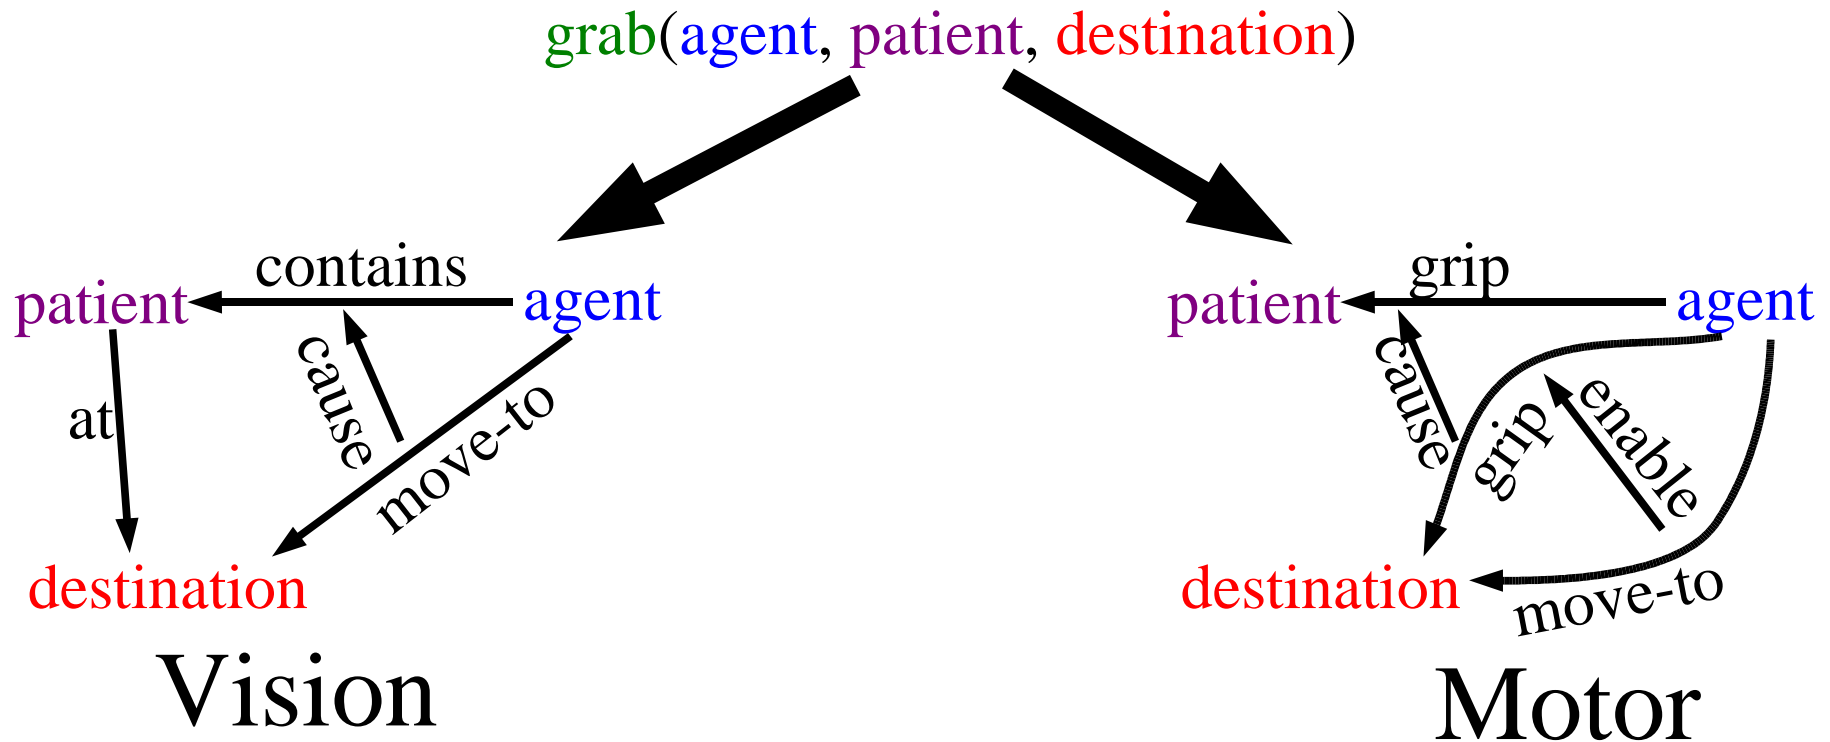 grab(agent, patient, destination)
contains
patient
agent
cause
at
move-to
destination
Vision
grip
patient
agent
cause
grip
enable
destination
move-to
Motor